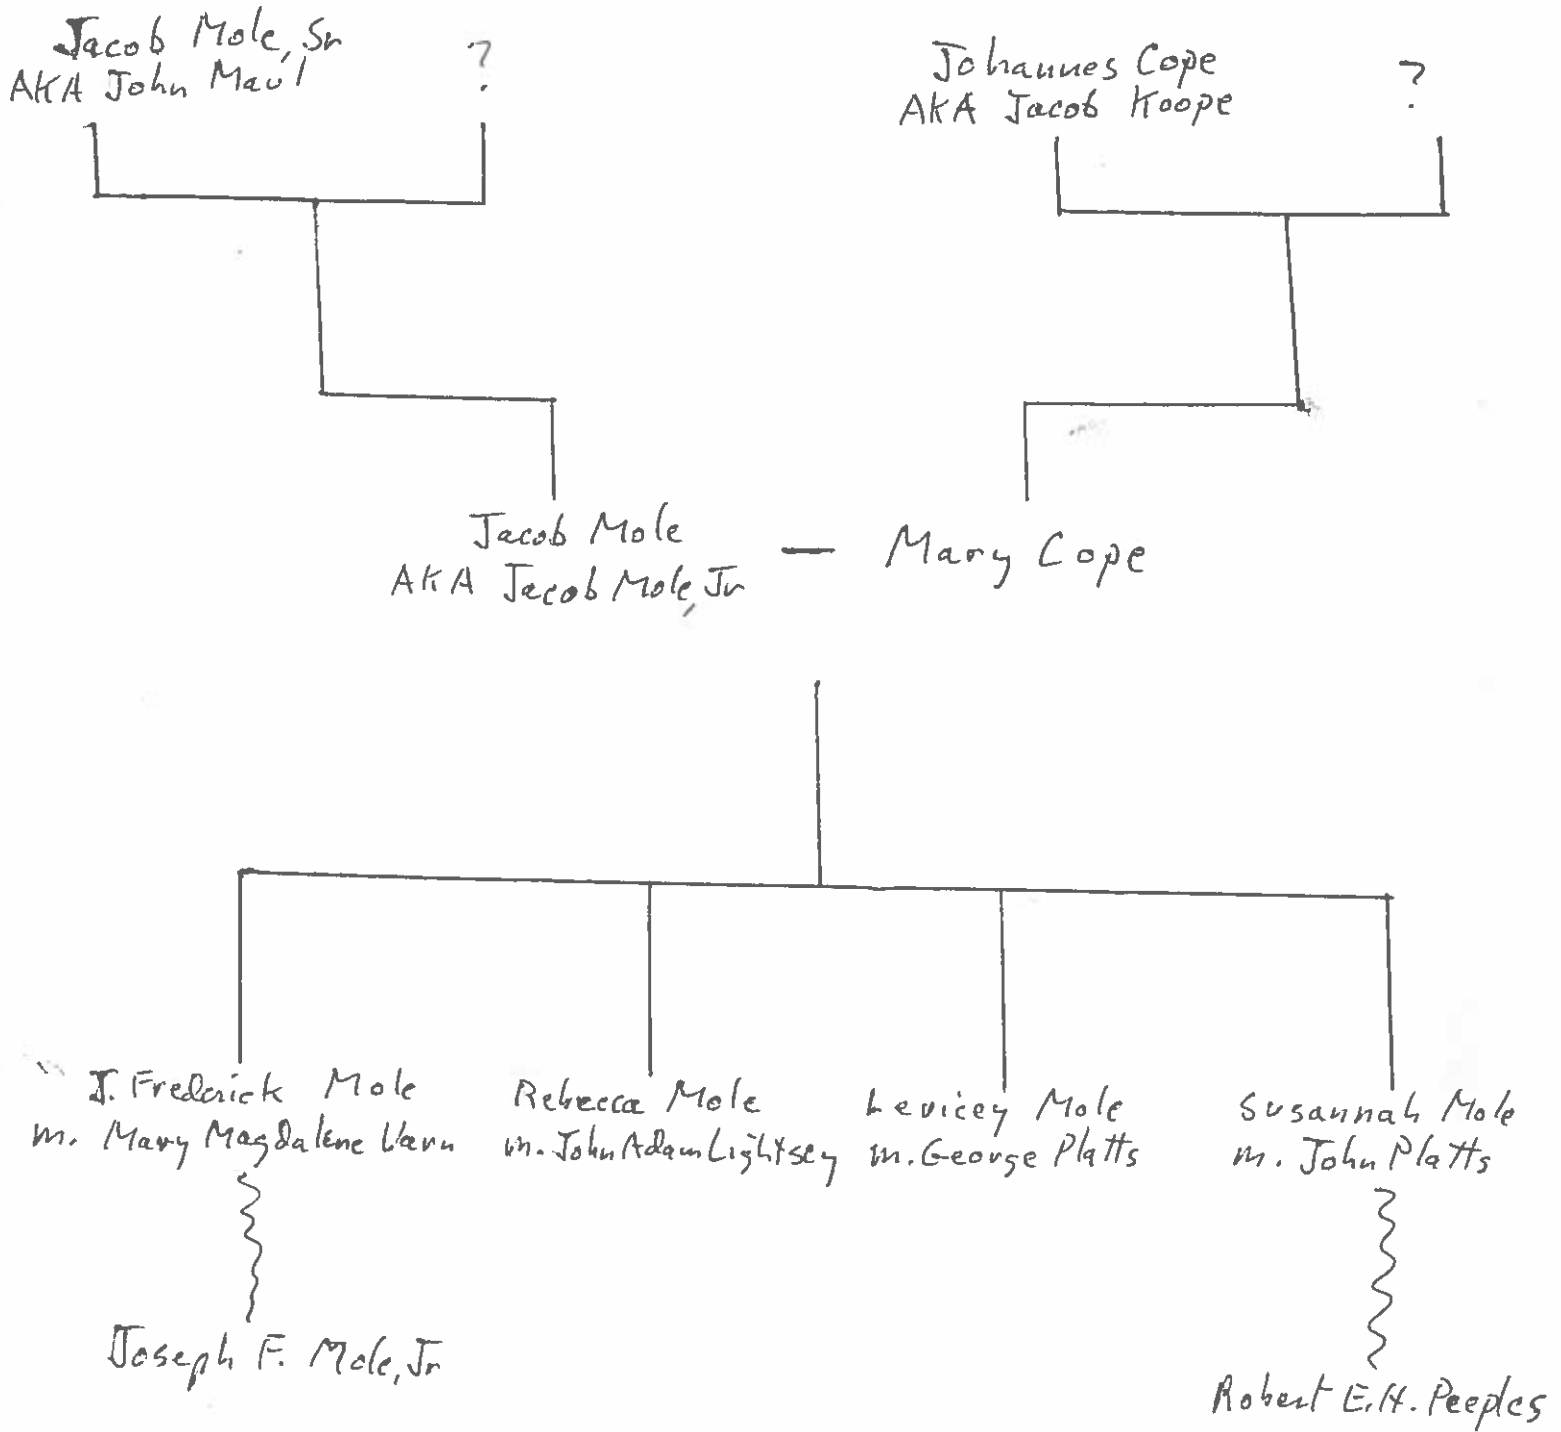 Jacob Mole, Sr
AKA John Maul
?
Johannes Cope
AKA Jacob Koope
?
Jacob Mole
AKA Jacob Mole, Jr
— Mary Cope
J. Frederick Mole
m. Mary Magdalene Varn
Rebecca Mole
m. John Adam Lightsey
Levicey Mole
m. George Platts
Susannah Mole
m. John Platts
Joseph F. Mole, Jr
Robert E. H. Peeples